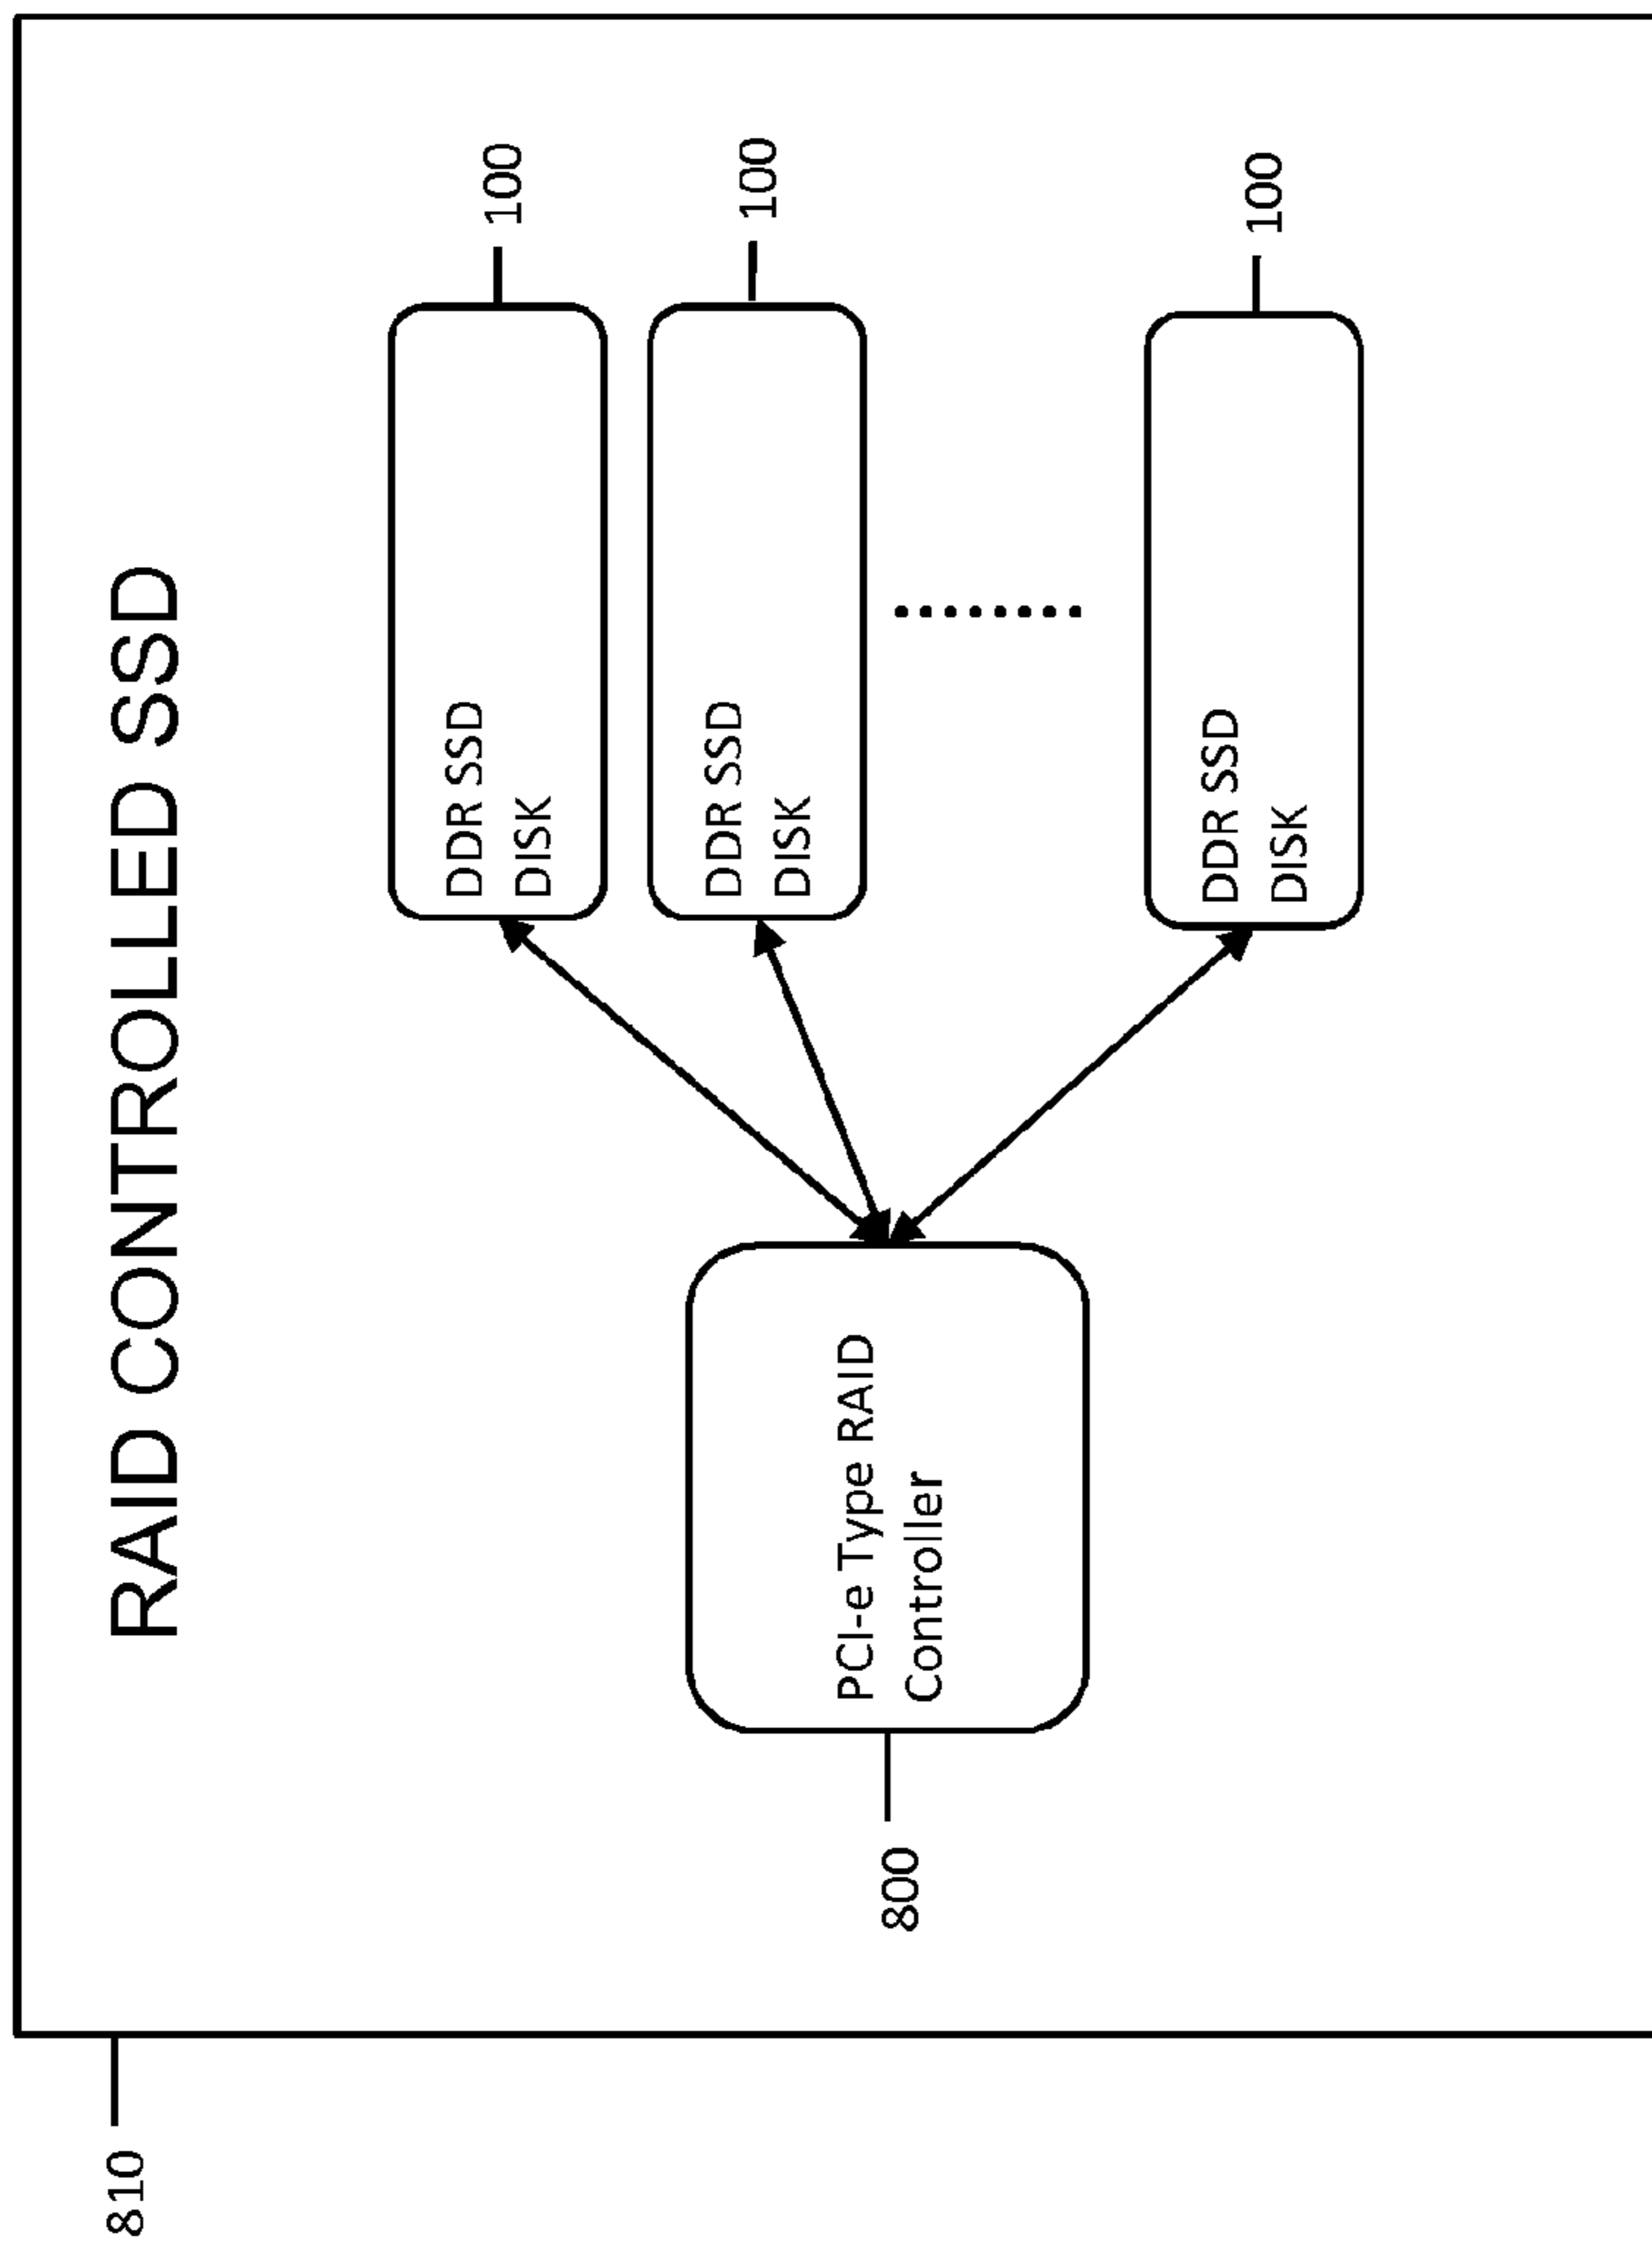 810
RAID CONTROLLED SSD
DDR SSD
DISK
100
DDR SSD
DISK
100
PCI-e Type RAID
Controller
800
DDR SSD
DISK
100